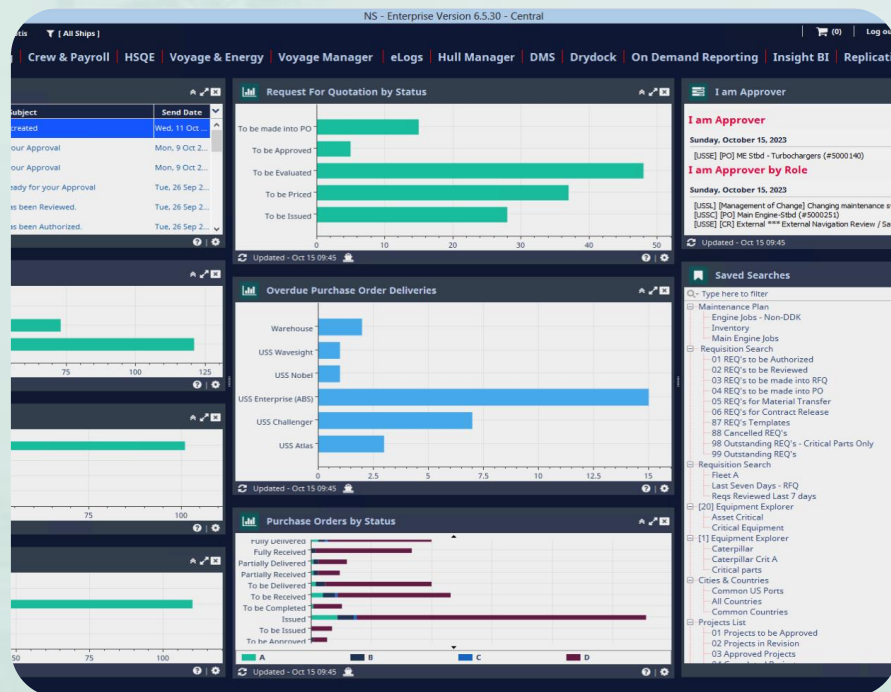 NS - Enterprise Version 6.5.30 - Central
[ All Ships ]
(0) | Log
Crew & Payroll | HSQE | Voyage & Energy | Voyage Manager | eLogs | Hull Manager | DMS | Drydock | On Demand Reporting | Insight BI |
Subject Send Date
created Wed, 11 Oct ...
our Approval Mon, 9 Oct 2...
our Approval Mon, 9 Oct 2...
eady for your Approval Tue, 26 Sep 2...
as been Reviewed. Tue, 26 Sep 2...
as been Authorized. Tue, 26 Sep 2...
75 100 125
75 100
50 75 100
Request For Quotation by Status
To be made into PO
To be Approved
To be Evaluated
To be Priced
To be Issued
0 10 20 30 40 50
Updated - Oct 15 09:45
Overdue Purchase Order Deliveries
Warehouse
USS Wavesight
USS Nobel
USS Enterprise (ABS)
USS Challenger
USS Atlas
0 2.5 5 7.5 10 12.5 15
Updated - Oct 15 09:45
Purchase Orders by Status
Fully Delivered
Fully Received
Partially Delivered
Partially Received
To be Delivered
To be Received
To be Completed
Issued
To be Issued
To be Approved
A B C D
Updated - Oct 15 09:45
I am Approver
I am Approver
Sunday, October 15, 2023
[USSE] [PO] ME Stbd - Turbochargers (#5000140)
I am Approver by Role
Sunday, October 15, 2023
[USSL] [Management of Change] Changing maintenance
[USSC] [PO] Main Engine-Stbd (#5000251)
[USSE] [CR] External *** External Navigation Review /
Updated - Oct 15 09:45
Saved Searches
Type here to filter
Maintenance Plan
Engine Jobs - Non-DDK
Inventory
Main Engine Jobs
Requisition Search
01 REQ's to be Authorized
02 REQ's to be Reviewed
03 REQ's to be made into RFQ
04 REQ's to be made into PO
05 REQ's for Material Transfer
06 REQ's for Contract Release
87 REQ's Templates
88 Cancelled REQ's
98 Outstanding REQ's - Critical Parts Only
99 Outstanding REQ's
Requisition Search
Fleet A
Last Seven Days - RFQ
Reqs Reviewed Last 7 days
[20] Equipment Explorer
Asset Critical
Critical Equipment
[1] Equipment Explorer
Caterpillar
Caterpillar Crit A
Critical parts
Cities & Countries
Common US Ports
All Countries
Common Countries
Projects List
01 Projects to be Approved
02 Projects in Revision
03 Approved Projects